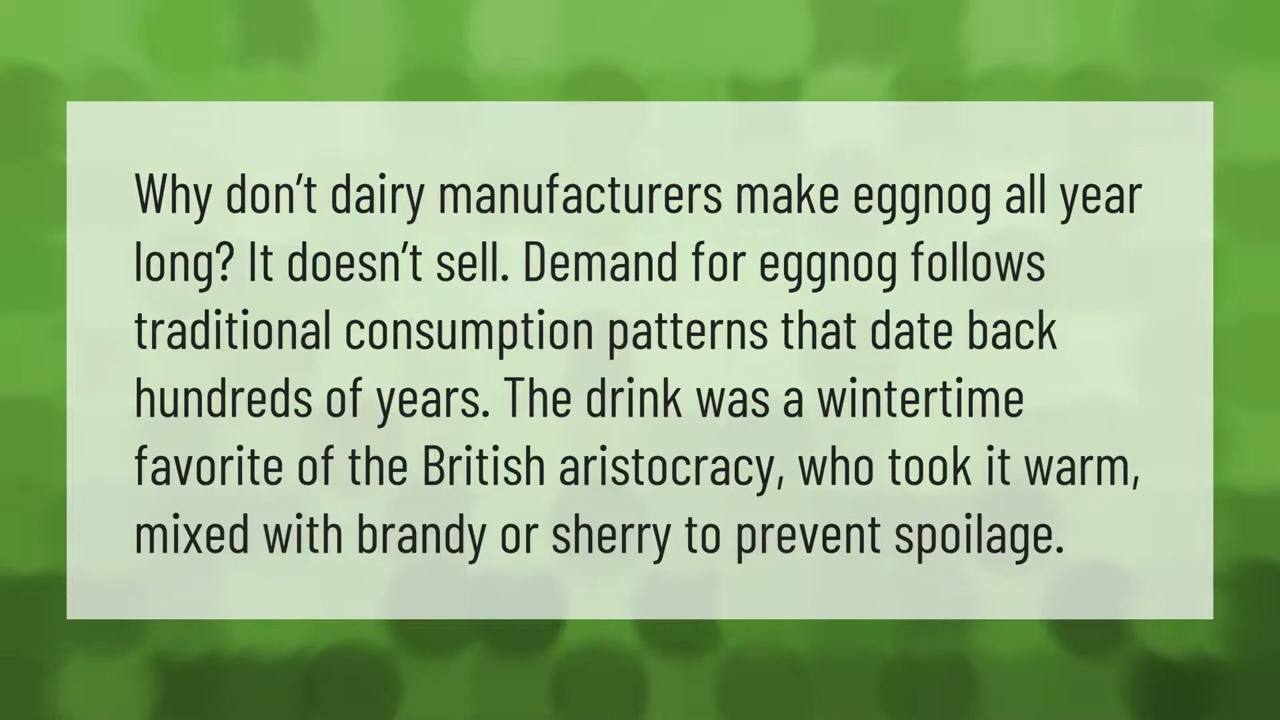 Why don’t dairy manufacturers make eggnog all year
long? It doesn’t sell. Demand for eggnog follows
traditional consumption patterns that date back
hundreds of years. The drink was a wintertime
favorite of the British aristocracy, who took it warm,
mixed with brandy or sherry to prevent spoilage.